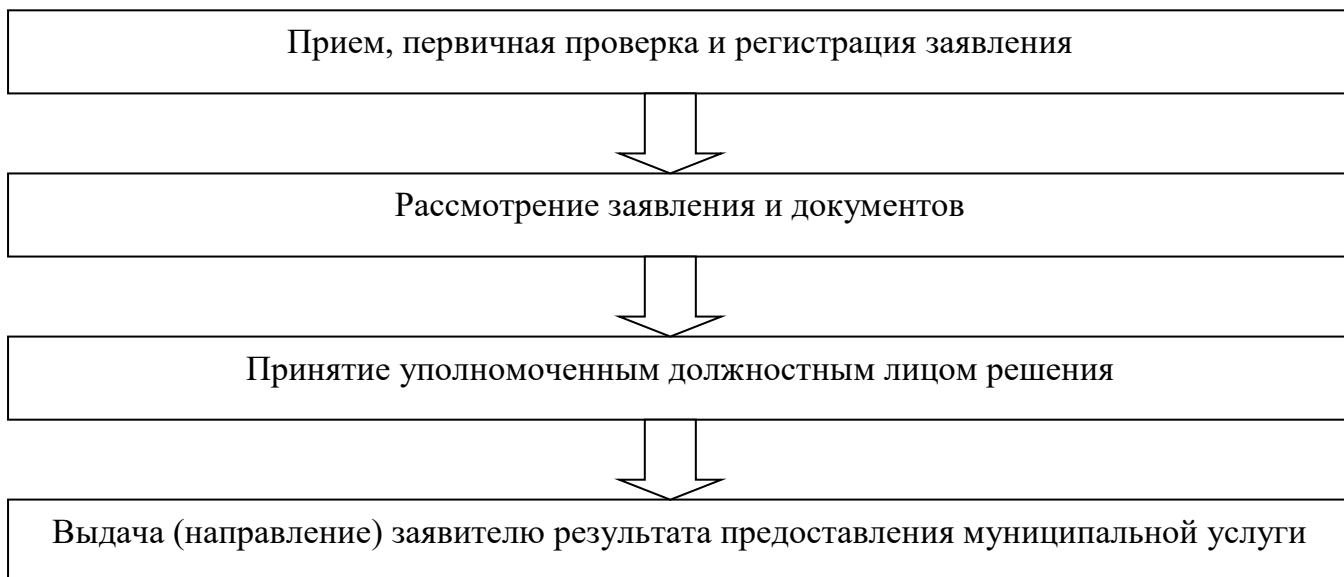 Прием, первичная проверка и регистрация заявления
Рассмотрение заявления и документов
Принятие уполномоченным должностным лицом решения
Выдача (направление) заявителю результата предоставления муниципальной услуги